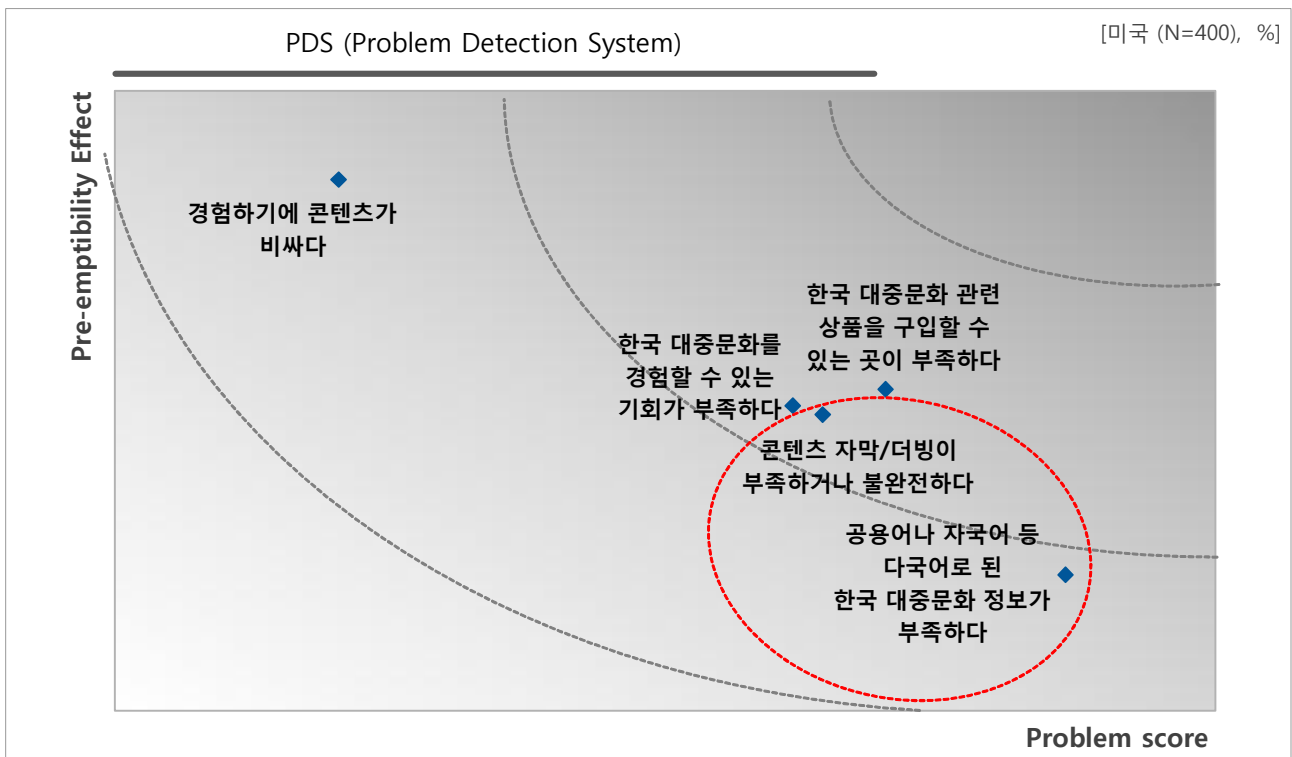 PDS (Problem Detection System)
[미국 (N=400), %]
Pre-emptibility Effect
경험하기에 콘텐츠가
비싸다
한국 대중문화 관련
상품을 구입할 수
있는 곳이 부족하다
한국 대중문화를
경험할 수 있는
기회가 부족하다
콘텐츠 자막/더빙이
부족하거나 불완전하다
공용어나 자국어 등
다국어로 된
한국 대중문화 정보가
부족하다
Problem score